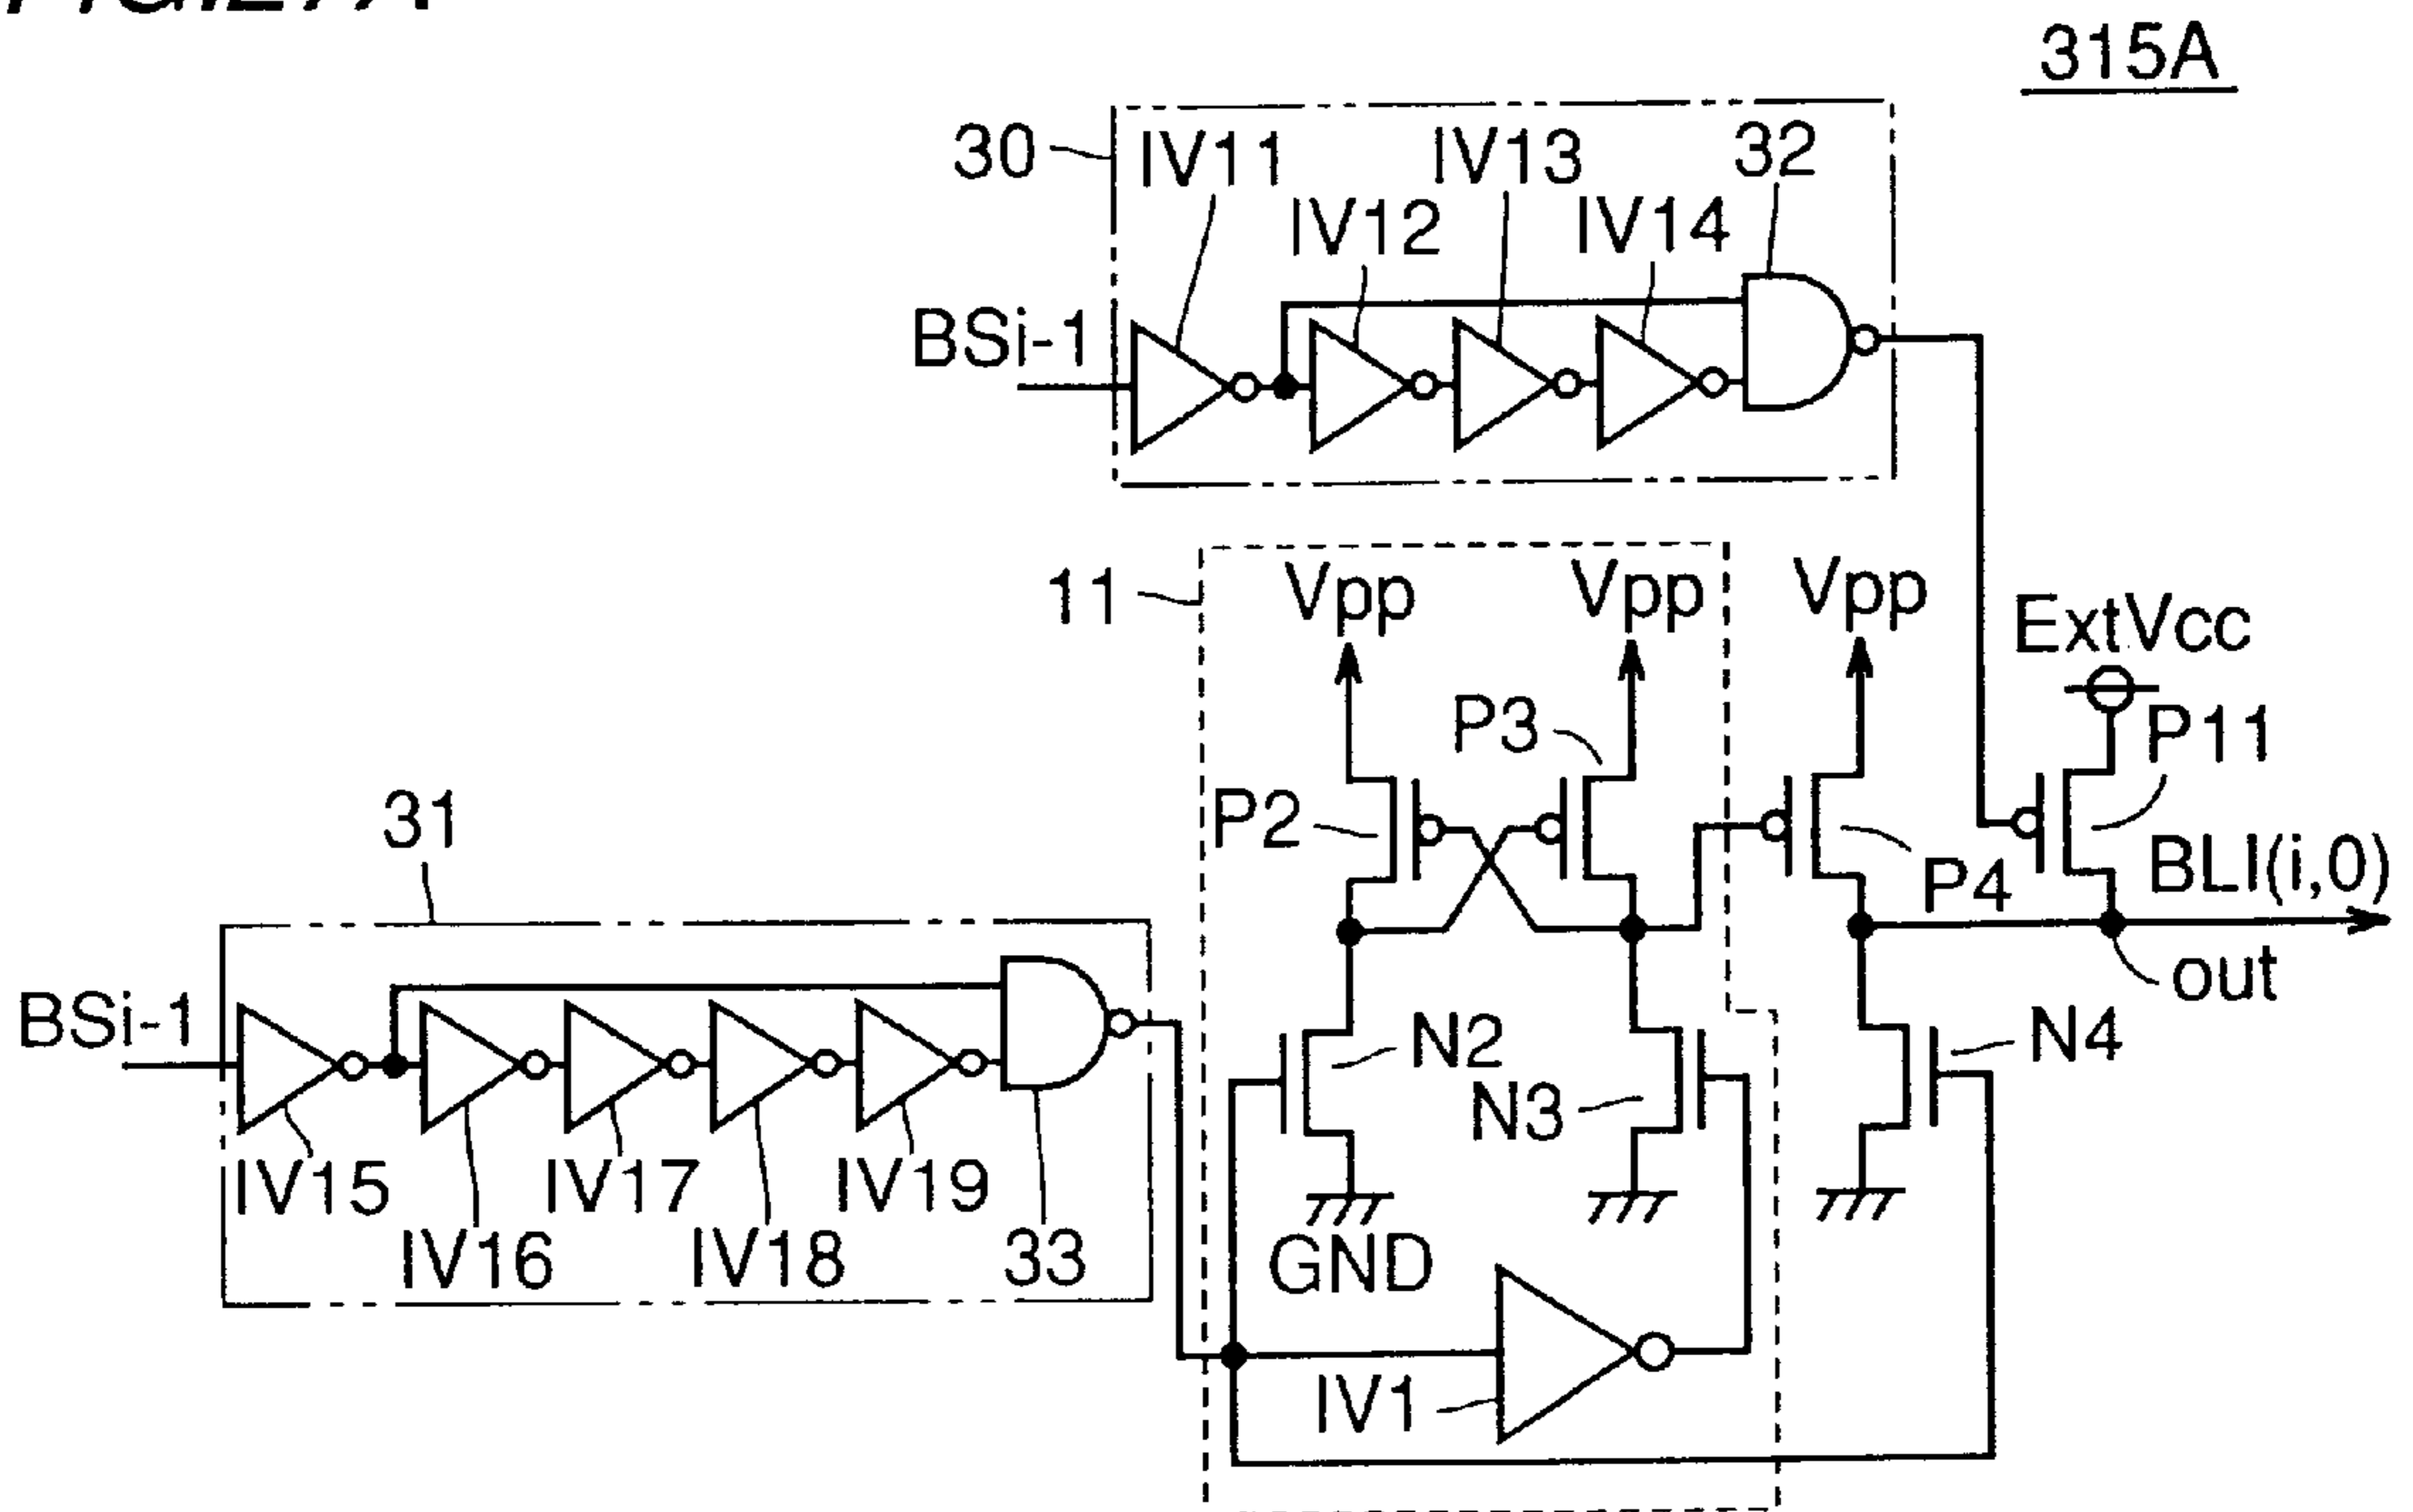 315A
30
IV11
IV13
32
IV12
IV14
BSi-1
11
Vpp
Vpp
Vpp
ExtVcc
P3
P11
P2
31
P4
BLI(i,0)
out
BSi-1
N2
N4
N3
IV15
IV17
IV19
IV16
IV18
33
GND
IV1